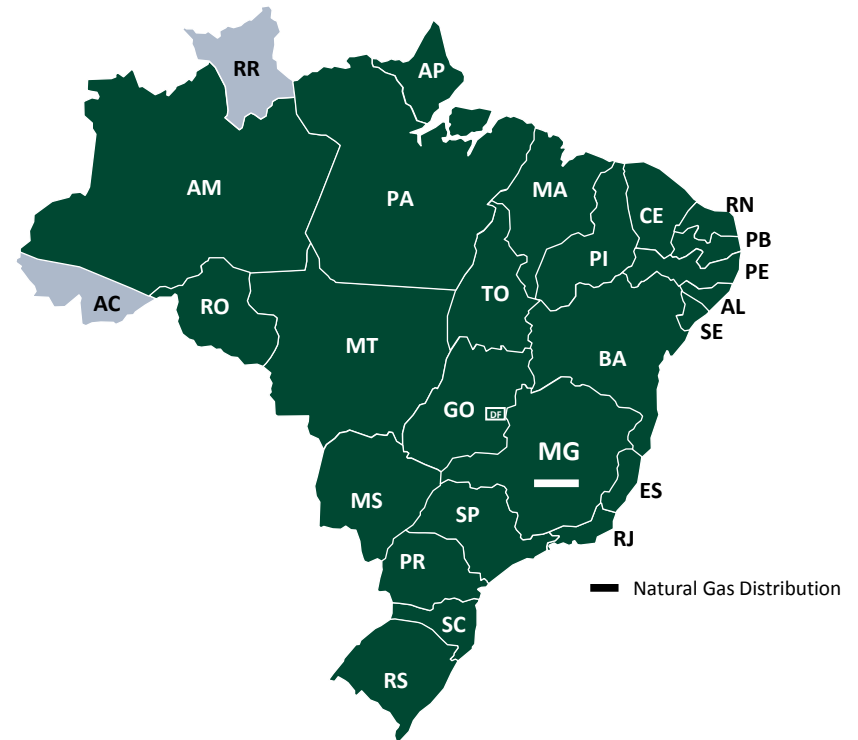 RR
AP
AM
PA
MA
CE
RN
PB
PI
PE
TO
AL
AC
RO
SE
MT
BA
GO
DF
MG
ES
MS
SP
RJ
PR
Natural Gas Distribution
SC
RS